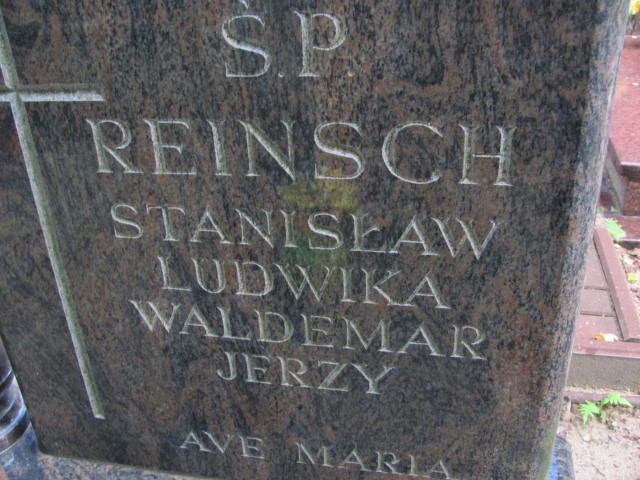 Ś.P.
REINSCH
STANISŁAW
LUDWIKA
WALDEMAR
JERZY
AVE MARIA